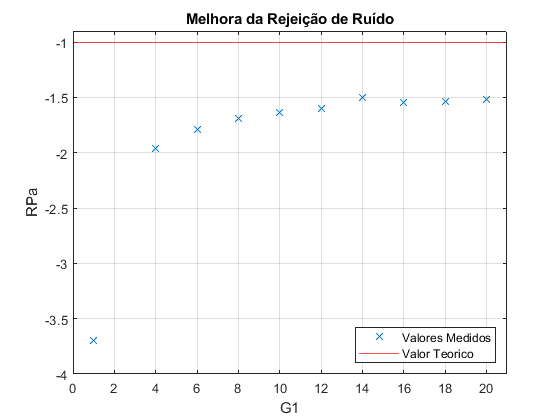 Melhora da Rejeição de Ruído
-1
-1.5
-2
-2.5
-3
-3.5
-4
RPa
0 2 4 6 8 10 12 14 16 18 20
G1
Valores Medidos
Valor Teorico